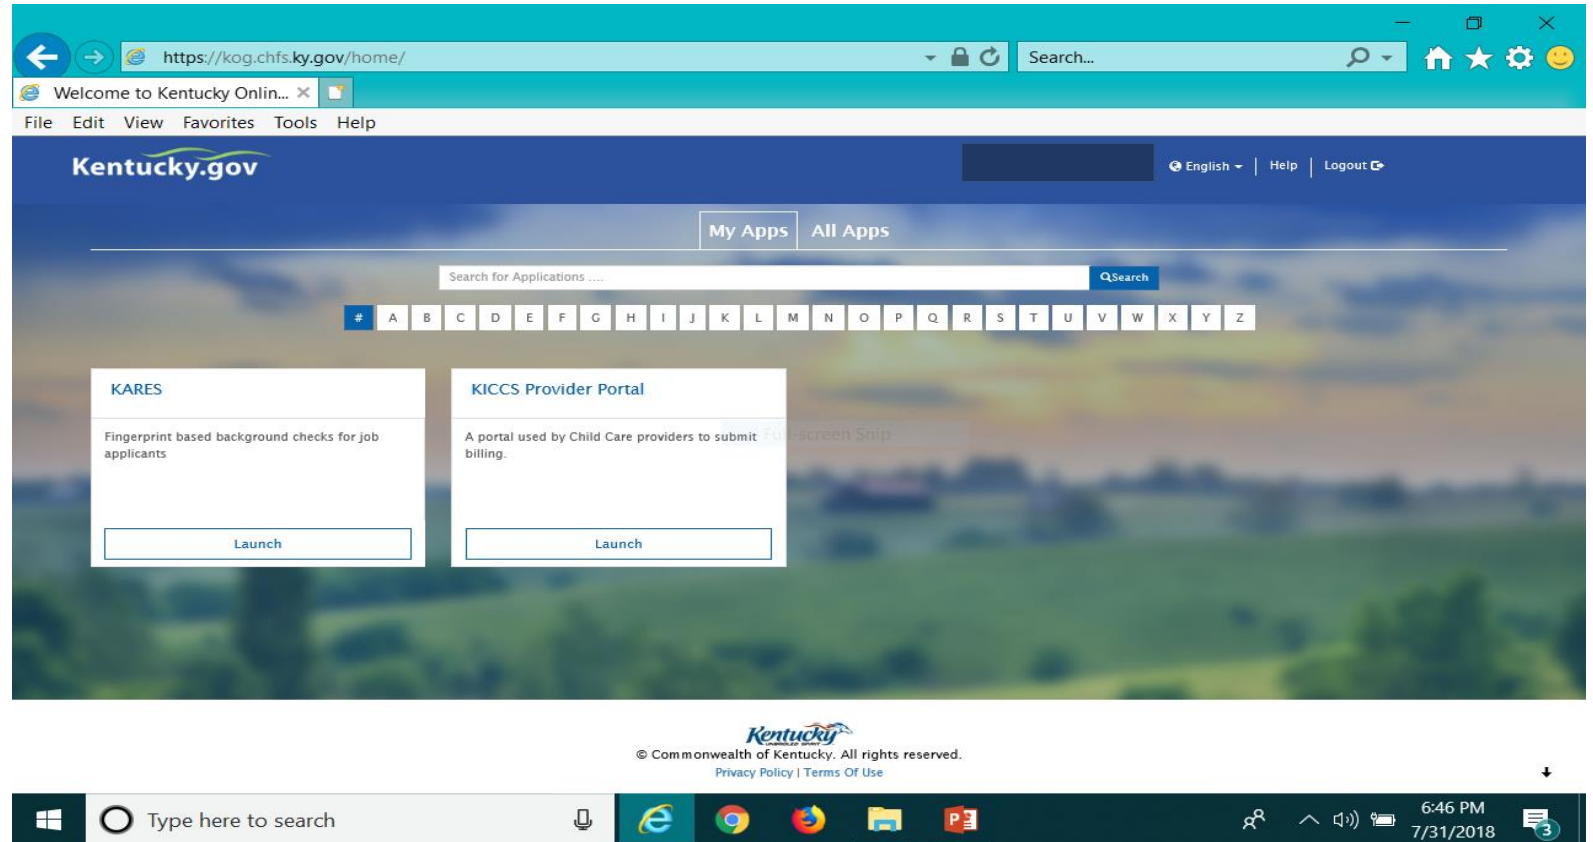 https://kog.chfs.ky.gov/home/
Search...
Welcome to Kentucky Onlin...
File Edit View Favorites Tools Help
Kentucky.gov
English
Help
Logout
My Apps
All Apps
Search for Applications ....
Search
# A B C D E F G H I J K L M N O P Q R S T U V W X Y Z
KARES
Fingerprint based background checks for job
applicants
Launch
KICCS Provider Portal
A portal used by Child Care providers to submit
billing.
Launch
Full-screen Snip
Kentucky
UNBRIDLED SPIRIT
© Commonwealth of Kentucky. All rights reserved.
Privacy Policy | Terms Of Use
Type here to search
6:46 PM
7/31/2018
3